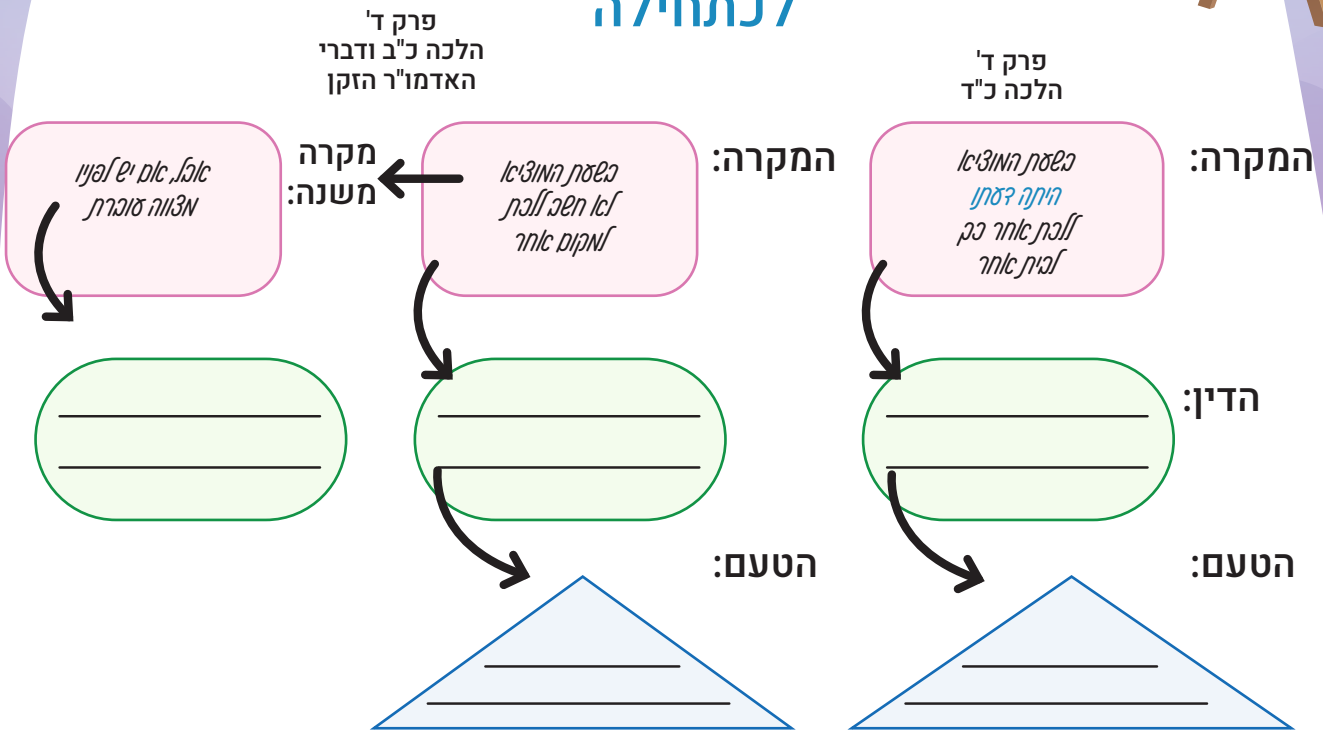 לכתחילה
פרק ד'
הלכה כ"ד
המקרה:
בשעת המוציא
היתה דעתו
ללכת אחר כך
לבית אחר
הדין:
הטעם:
פרק ד'
הלכה כ"ב ודברי
האדמו"ר הזקן
המקרה:
בשעת המוציא
לא חשב ללכת
למקום אחר
הטעם:
מקרה
משנה:
אבל, אם יש לפניו
מצווה עוברת